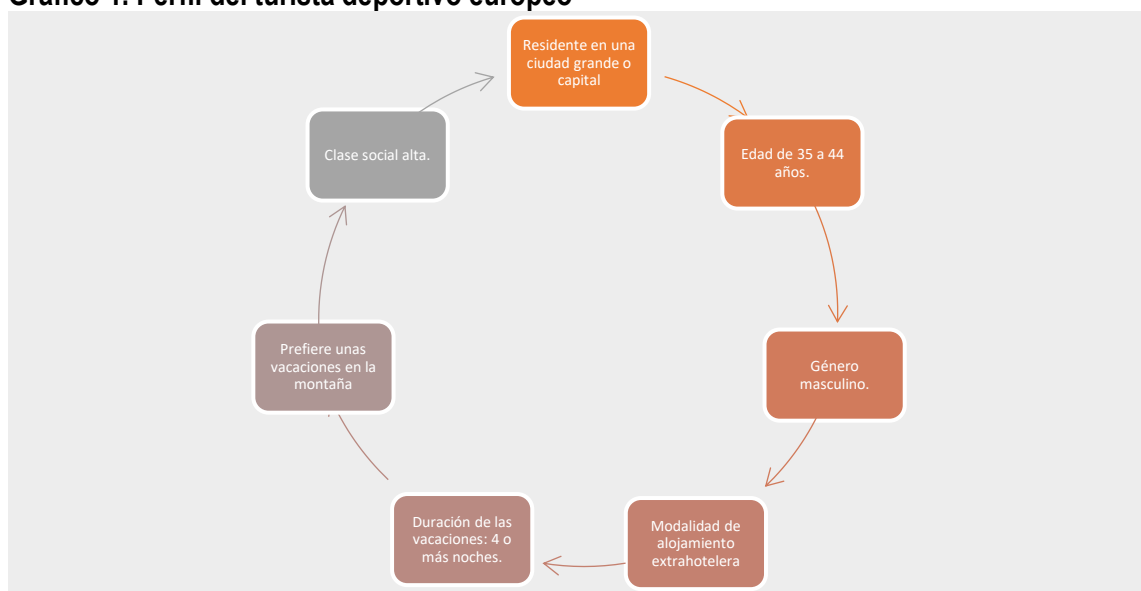 Gráfico 1. Perfil del turista deportivo europeo
Residente en una
ciudad grande o
capital
Edad de 35 a 44
años.
Género
masculino.
Modalidad de
alojamiento
extrahotelera
Duración de las
vacaciones: 4 o
más noches.
Prefiere unas
vacaciones en la
montaña
Clase social alta.